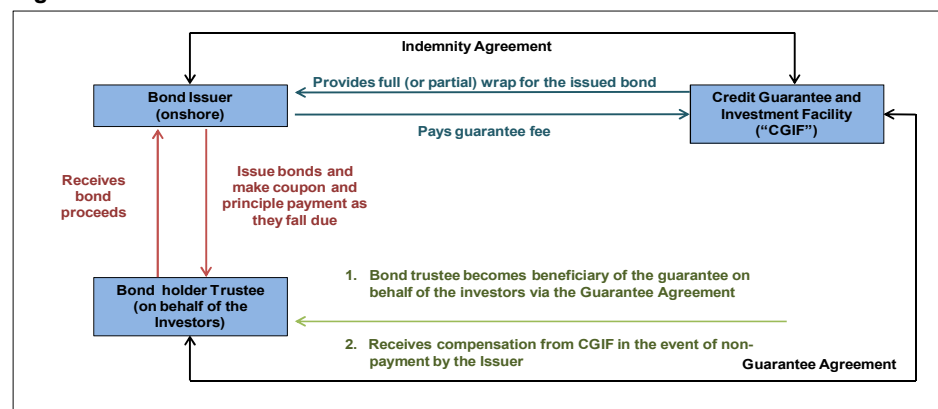 Indemnity Agreement
Provides full (or partial) wrap for the issued bond
Bond Issuer
(onshore)
Credit Guarantee and
Investment Facility
(“CGIF”)
Pays guarantee fee
Receives
bond
proceeds
Issue bonds and
make coupon and
principle payment as
they fall due
1. Bond trustee becomes beneficiary of the guarantee on
behalf of the investors via the Guarantee Agreement
Bond holder Trustee
(on behalf of the
Investors)
2. Receives compensation from CGIF in the event of non-
payment by the Issuer
Guarantee Agreement